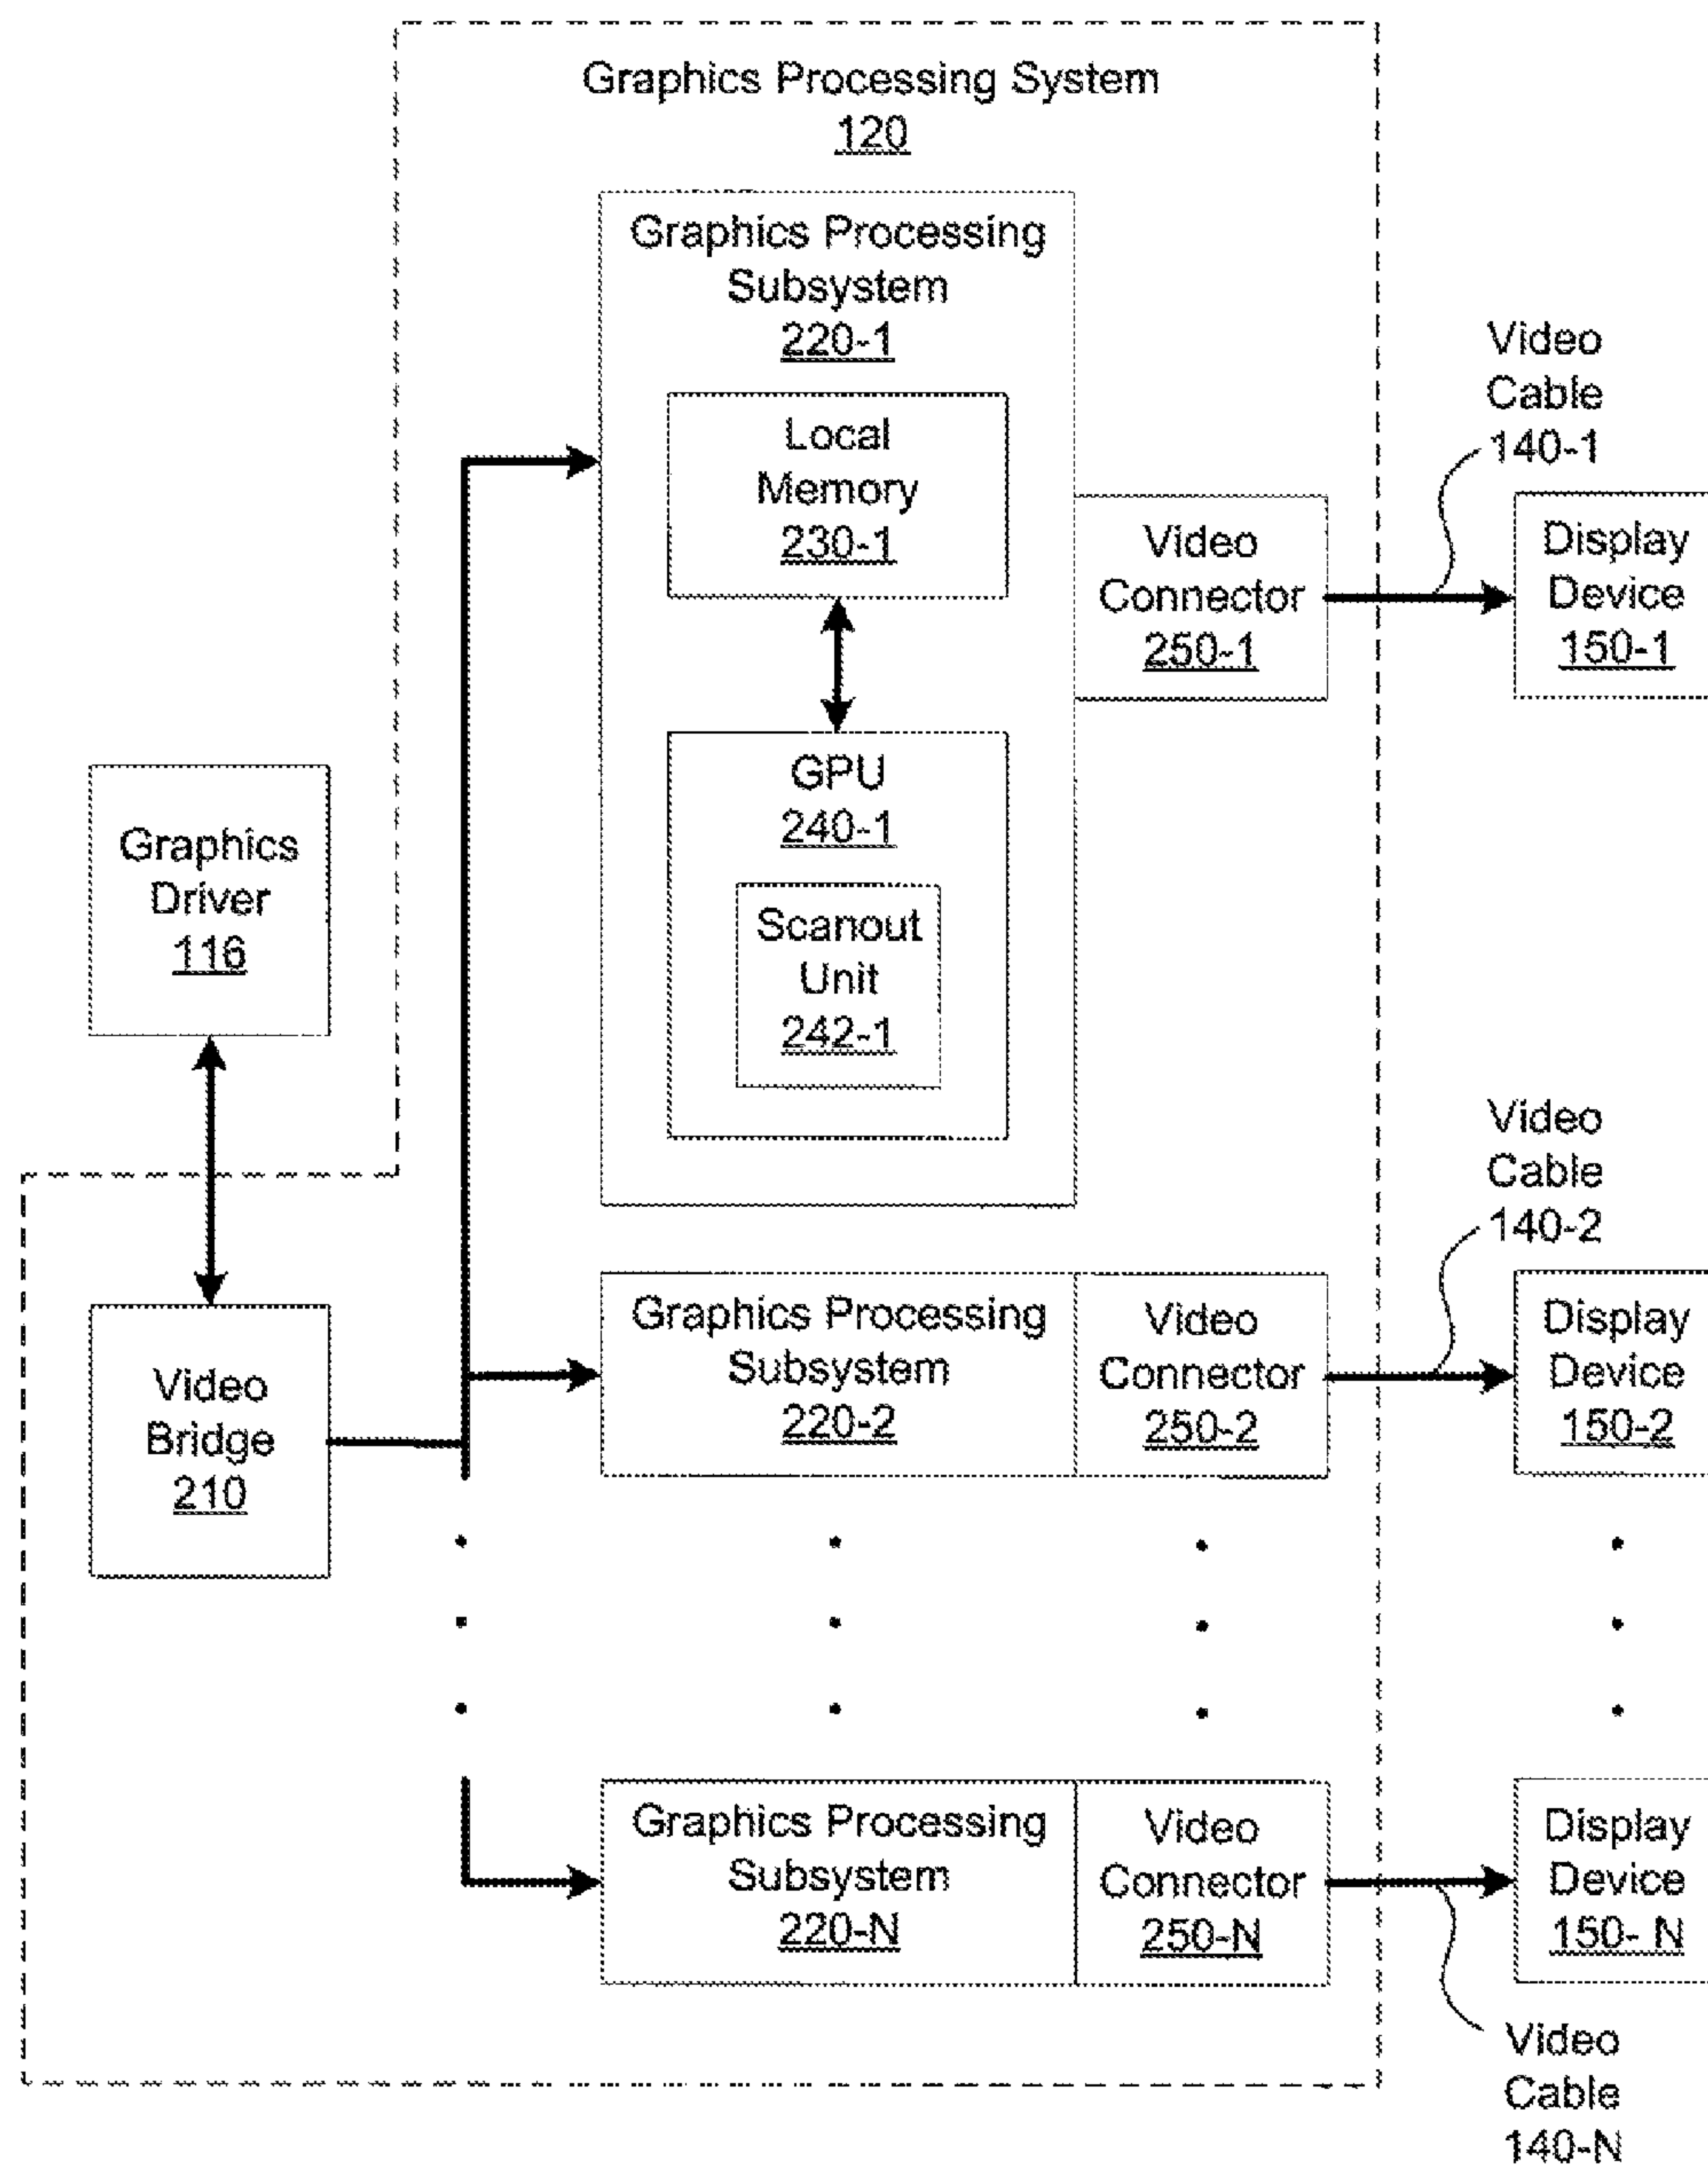 Graphics Processing System
120
Graphics Processing
Subsystem
220-1
Local
Memory
230-1
GPU
240-1
Scanout
Unit
242-1
Video
Connector
250-1
Video
Cable
140-1
Display
Device
150-1
Graphics
Driver
116
Video
Bridge
210
Graphics Processing
Subsystem
220-2
Video
Connector
250-2
Video
Cable
140-2
Display
Device
150-2
Graphics Processing
Subsystem
220-N
Video
Connector
250-N
Display
Device
150- N
Video
Cable
140-N